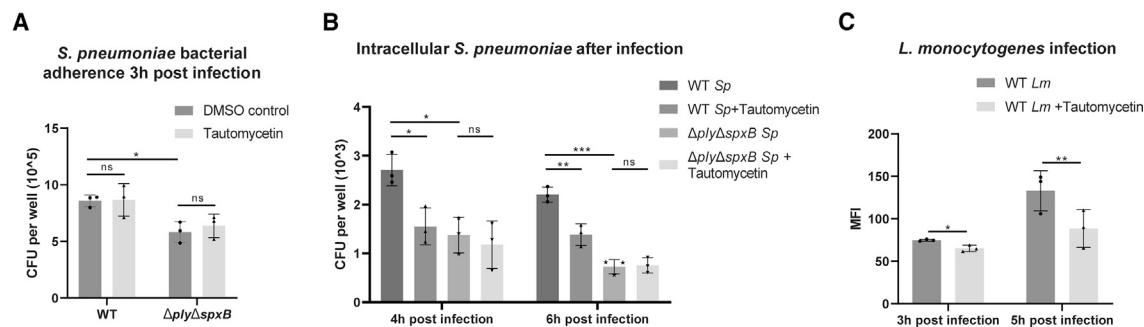 A
S. pneumoniae bacterial
adherence 3h post infection
DMSO control
Tautomycetin
CFU per well (10^5)
15
10
5
0
*
ns
ns
WT
ΔplyΔspxB
B
Intracellular S. pneumoniae after infection
WT Sp
WT Sp+Tautomycetin
ΔplyΔspxB Sp
ΔplyΔspxB Sp +
Tautomycetin
CFU per well (10^3)
4
3
2
1
0
*
*
ns
***
**
ns
4h post infection
6h post infection
C
L. monocytogenes infection
WT Lm
WT Lm +Tautomycetin
MFI
200
150
100
50
0
*
**
3h post infection
5h post infection